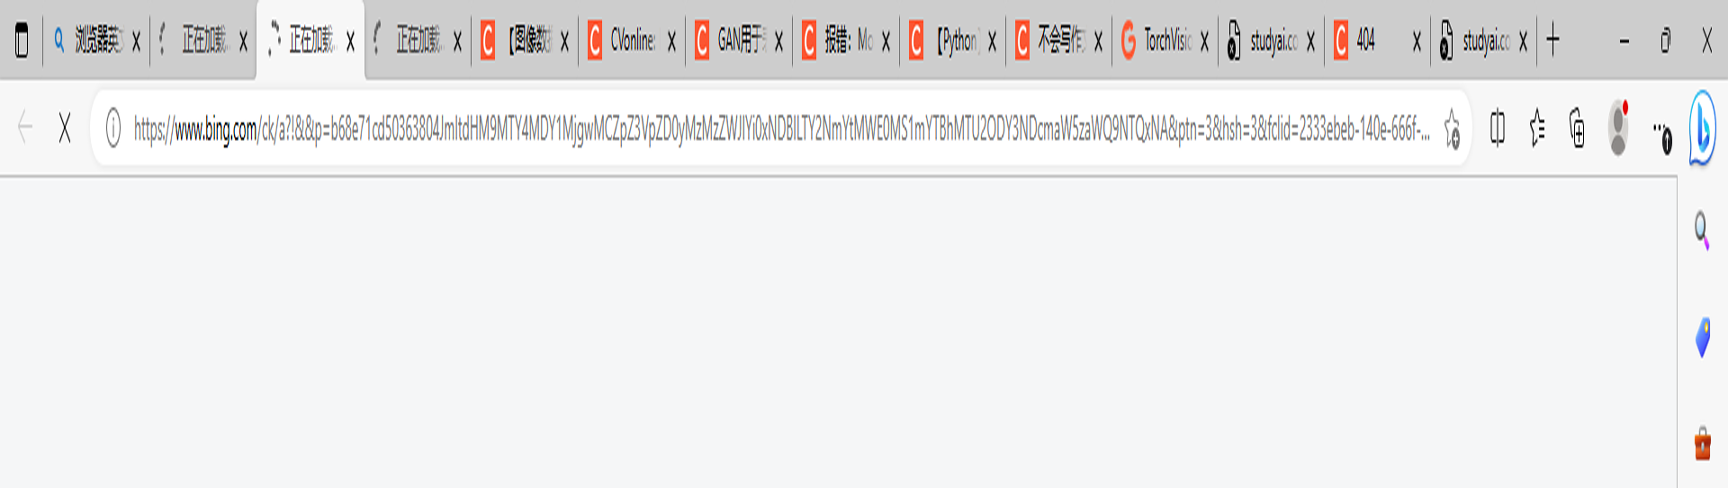 浏览器英 正在加载 正在加载 正在加载 【图像数 CVonline: GAN用于 报错：Mo 【Python 不会写作 TorchVisio studyai.co 404 studyai.co
https://www.bing.com/ck/a?!&&p=b68e71cd50363804JmltdHM9MTY4MDY1MjgwMCZpZ3VpZD0yMzMzZWJlYi0xNDBlLTY2NmYtMWE0MS1mYTBhMTU2ODY3NDcmaW5zaWQ9NTQxNA&ptn=3&hsh=3&fclid=2333ebeb-140e-666f-...